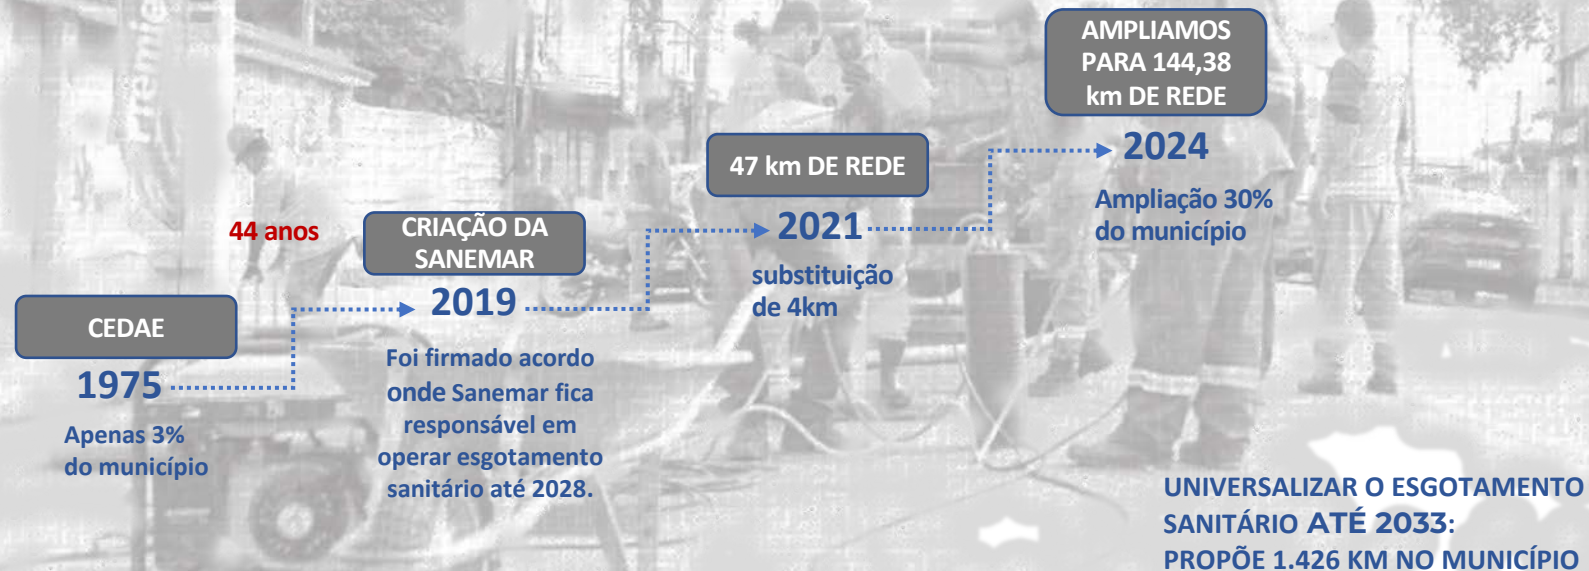 CEDAE
1975
Apenas 3%
do município
44 anos
CRIAÇÃO DA
SANEMAR
2019
Foi firmado acordo
onde Sanemar fica
responsável em
operar esgotamento
sanitário até 2028.
47 km DE REDE
2021
substituição
de 4km
AMPLIAMOS
PARA 144,38
km DE REDE
2024
Ampliação 30%
do município
UNIVERSALIZAR O ESGOTAMENTO
SANITÁRIO ATÉ 2033:
PROPÕE 1.426 KM NO MUNICÍPIO